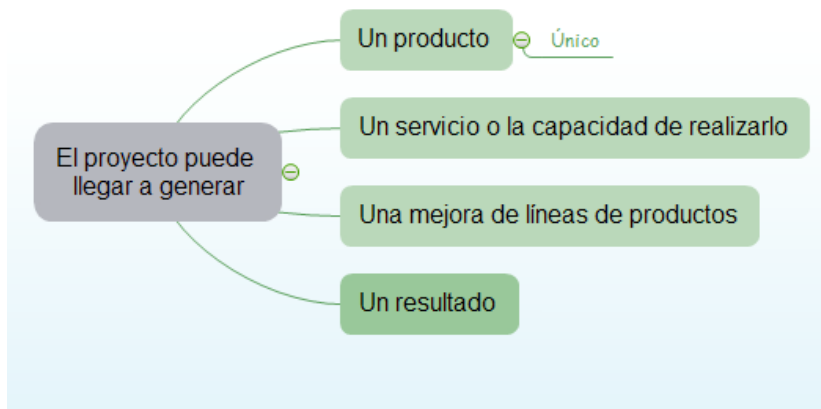 Un producto
Único
Un servicio o la capacidad de realizarlo
El proyecto puede
llegar a generar
Una mejora de líneas de productos
Un resultado